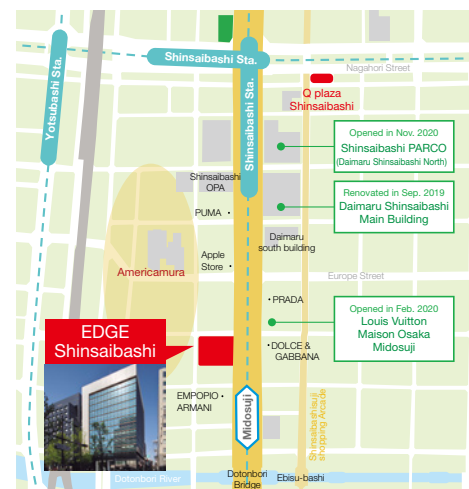 Yotsubashi Sta.
Shinsaibashi Sta.
Shinsaibashi Sta.
Nagahori Street
Q plaza
Shinsaibashi
Opened in Nov. 2020
Shinsaibashi PARCO
(Daimaru Shinsaibashi North)
Shinsaibashi
OPA
Renovated in Sep. 2019
Daimaru Shinsaibashi
Main Building
PUMA
Daimaru
south building
Apple
Store
Americamura
Europe Street
PRADA
Opened in Feb. 2020
Louis Vuitton
Maison Osaka
Midosuji
EDGE
Shinsaibashi
DOLCE &
GABBANA
EMPOPIO
ARMANI
Midosuji
Shinsaibashisuji
shopping Arcade
Dotonbori River
Dotonbori
Bridge
Ebisu-bashi